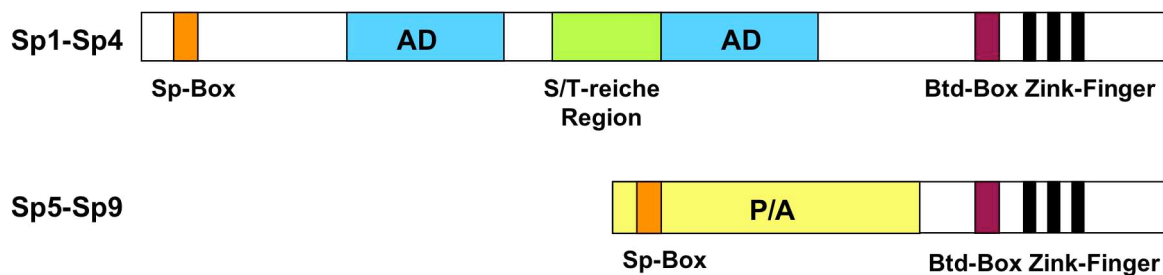 Sp1-Sp4
AD
AD
Sp-Box
S/T-reiche
Region
Btd-Box Zink-Finger
Sp5-Sp9
P/A
Sp-Box
Btd-Box Zink-Finger